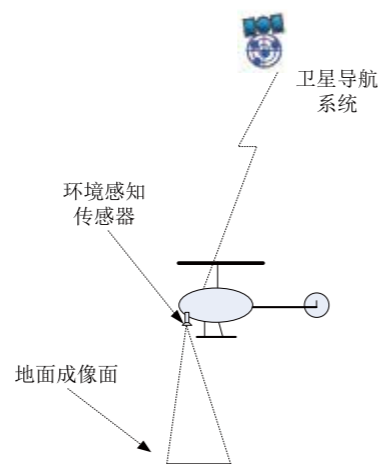 卫星导航
系统
环境感知
传感器
地面成像面